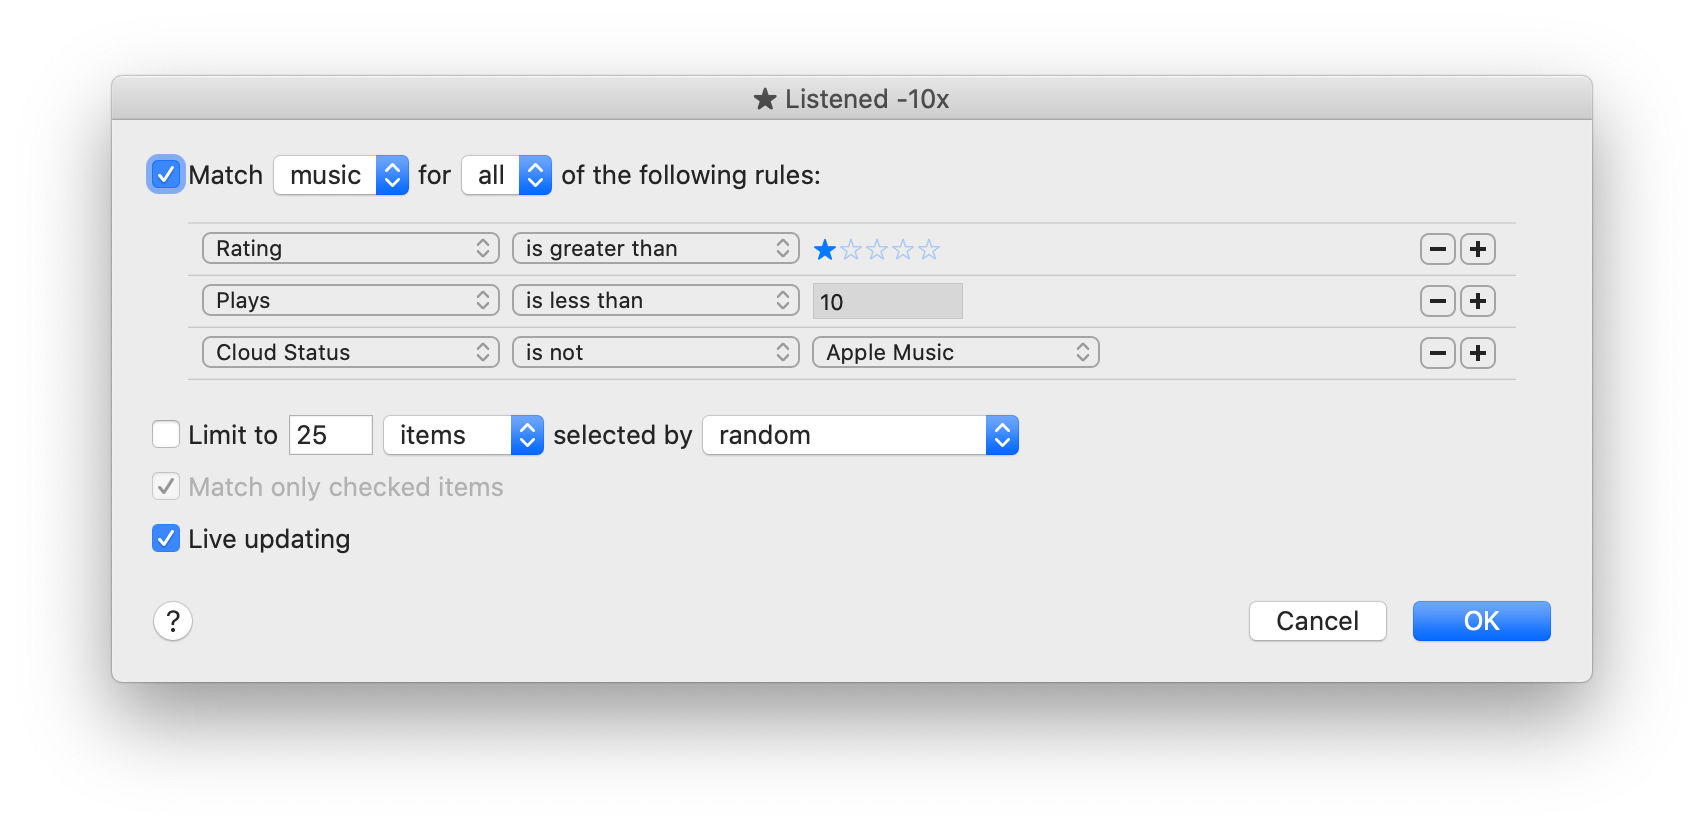 ★ Listened -10x
Match music for all of the following rules:
Rating is greater than ★☆☆☆☆
Plays is less than 10
Cloud Status is not Apple Music
Limit to 25 items selected by random
Match only checked items
Live updating
? Cancel OK